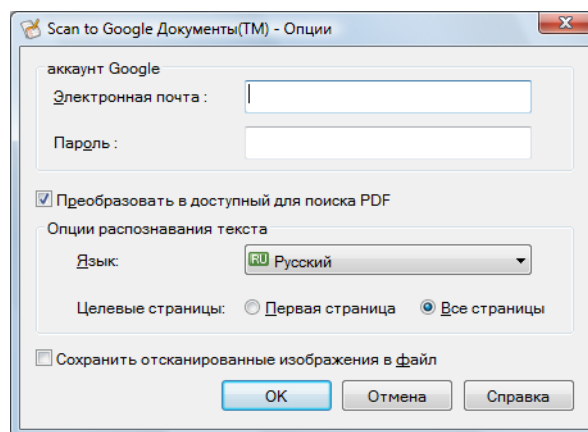 Scan to Google Документы(TM) - Опции
аккаунт Google
Электронная почта :
Пароль :
Преобразовать в доступный для поиска PDF
Опции распознавания текста
Язык: RU Русский
Целевые страницы: Первая страница Все страницы
Сохранить отсканированные изображения в файл
OK Отмена Справка